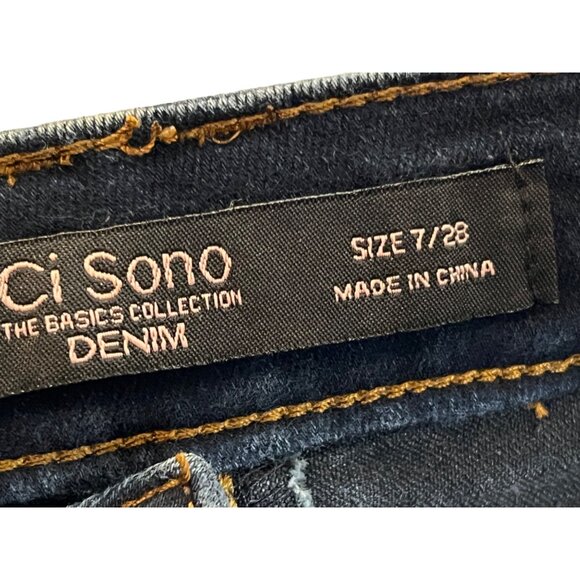 Ci Sono
THE BASICS COLLECTION
DENIM
SIZE 7/28
MADE IN CHINA